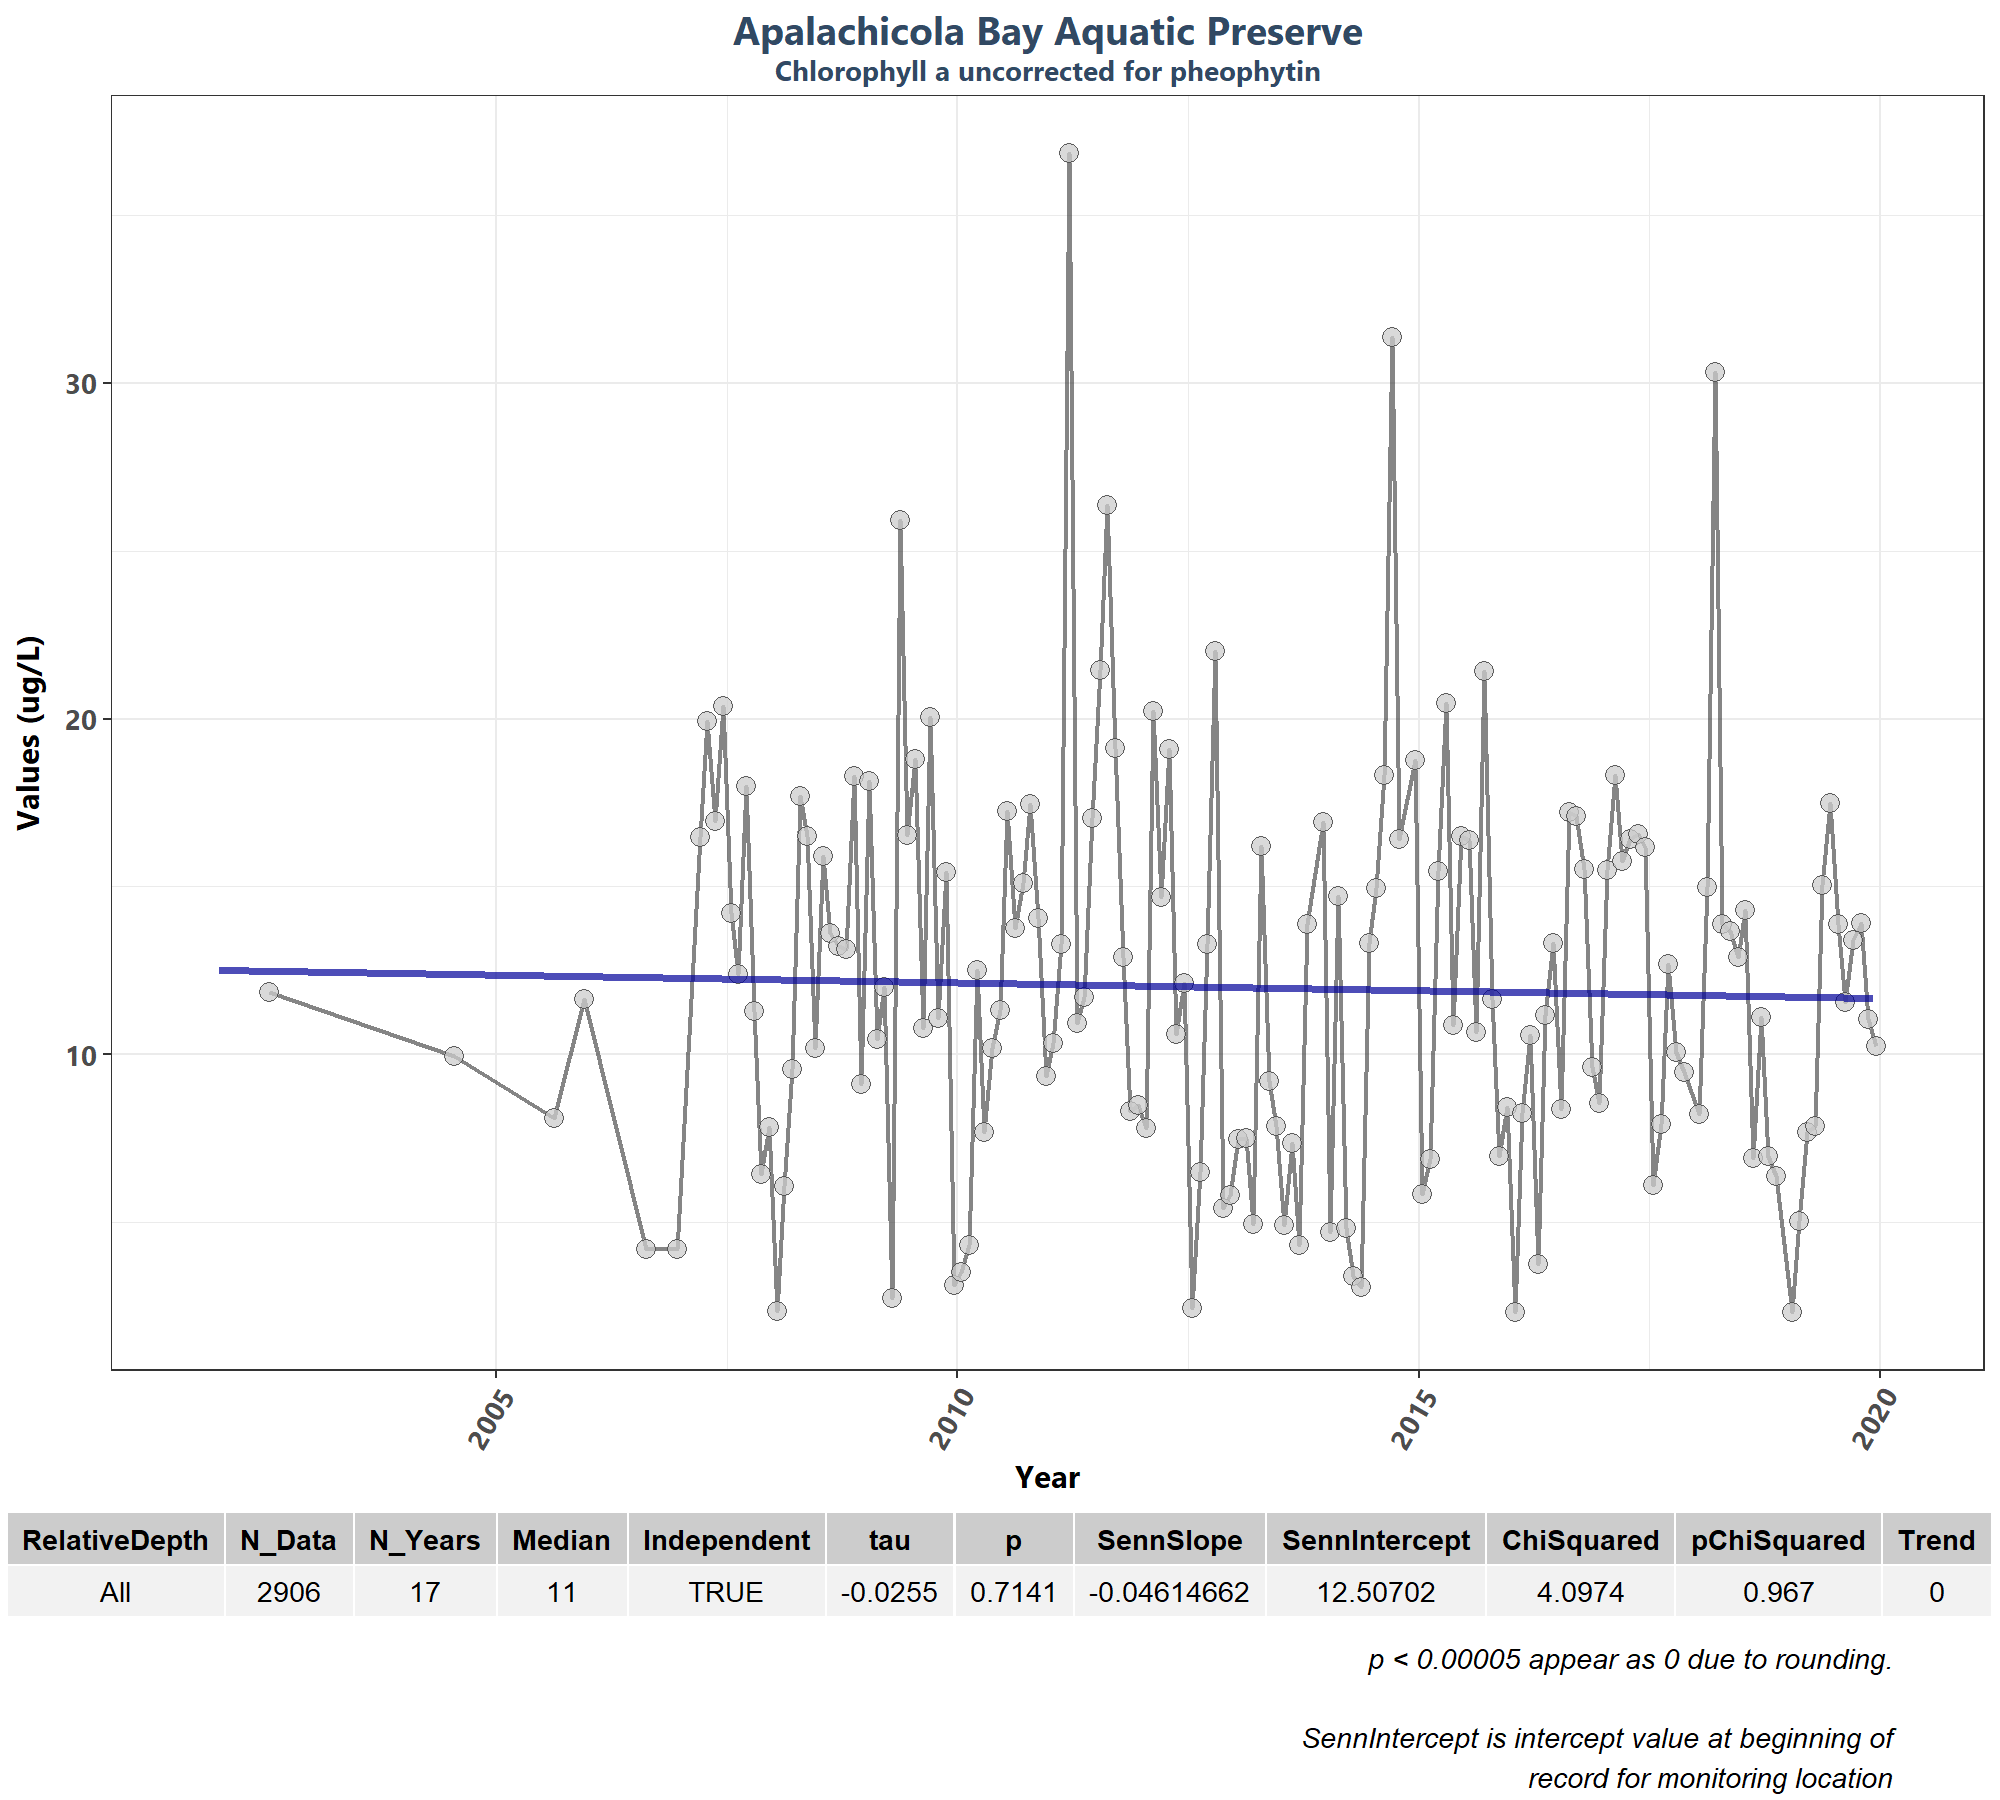 Apalachicola Bay Aquatic Preserve
Chlorophyll a uncorrected for pheophytin
Values (ug/L)
30
20
10
2005
2010
2015
2020
Year
RelativeDepth N_Data N_Years Median Independent tau p SennSlope SennIntercept ChiSquared pChiSquared Trend
All 2906 17 11 TRUE -0.0255 0.7141 -0.04614662 12.50702 4.0974 0.967 0
p < 0.00005 appear as 0 due to rounding.
SennIntercept is intercept value at beginning of
record for monitoring location